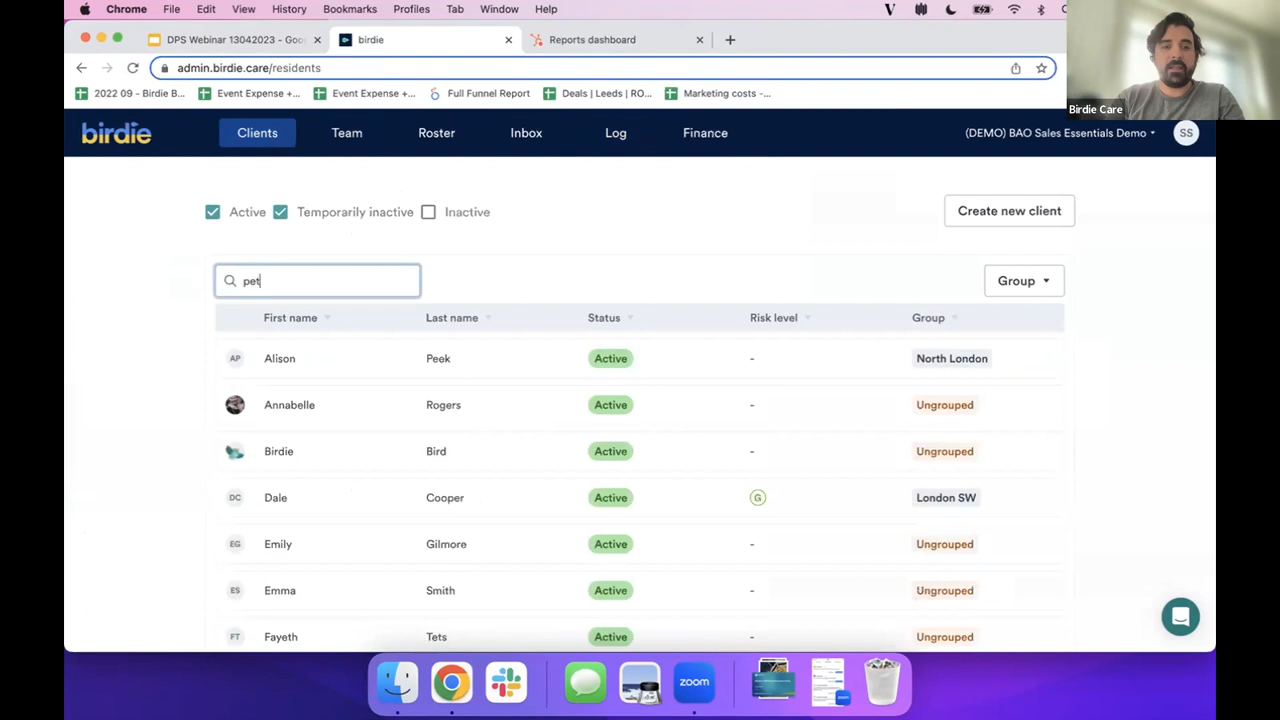 Chrome File Edit View History Bookmarks Profiles Tab Window Help
DPS Webinar 13042023 - Goo
birdie
Reports dashboard
admin.birdie.care/residents
2022 09 - Birdie B...
Event Expense +...
Event Expense +...
Full Funnel Report
Deals | Leeds | RO...
Marketing costs -...
Birdie Care
birdie
Clients Team Roster Inbox Log Finance
(DEMO) BAO Sales Essentials Demo
SS
Active Temporarily inactive Inactive
Create new client
pet
Group
First name Last name Status Risk level Group
AP Alison Peek Active - North London
Annabelle Rogers Active - Ungrouped
Birdie Bird Active - Ungrouped
DC Dale Cooper Active G London SW
EG Emily Gilmore Active - Ungrouped
ES Emma Smith Active - Ungrouped
FT Fayeth Tets Active - Ungrouped
zoom